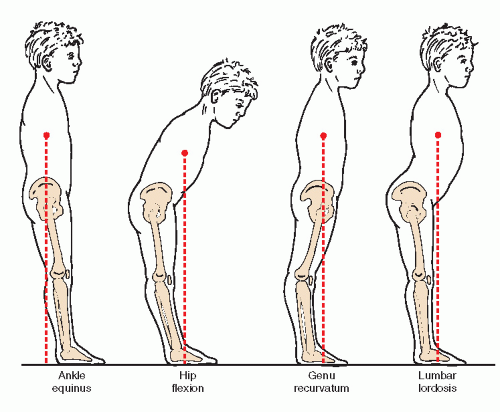 Ankle
equinus
Hip
flexion
Genu
recurvatum
Lumbar
lordosis